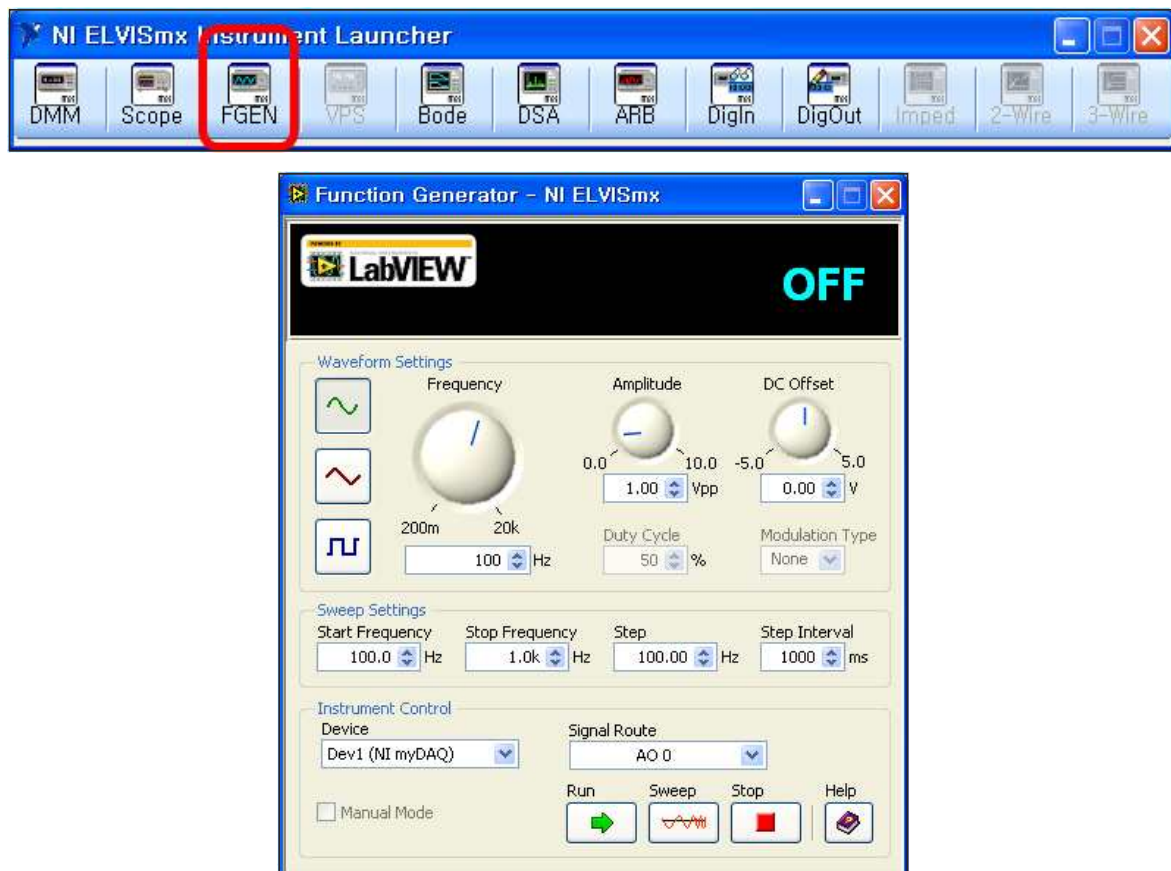 NI ELVISmx Instrument Launcher
DMM Scope FGEN VPS Bode DSA ARB DigIn DigOut Imped 2-Wire 3-Wire
Function Generator - NI ELVISmx
LabVIEW
OFF
Waveform Settings
Frequency Amplitude DC Offset
0.0 10.0 -5.0 5.0
1.00 Vpp 0.00 V
200m 20k
Duty Cycle Modulation Type
100 Hz 50 % None
Sweep Settings
Start Frequency Stop Frequency Step Step Interval
100.0 Hz 1.0k Hz 100.00 Hz 1000 ms
Instrument Control
Device Signal Route
Dev1 (NI myDAQ) AO 0
Run Sweep Stop Help
Manual Mode